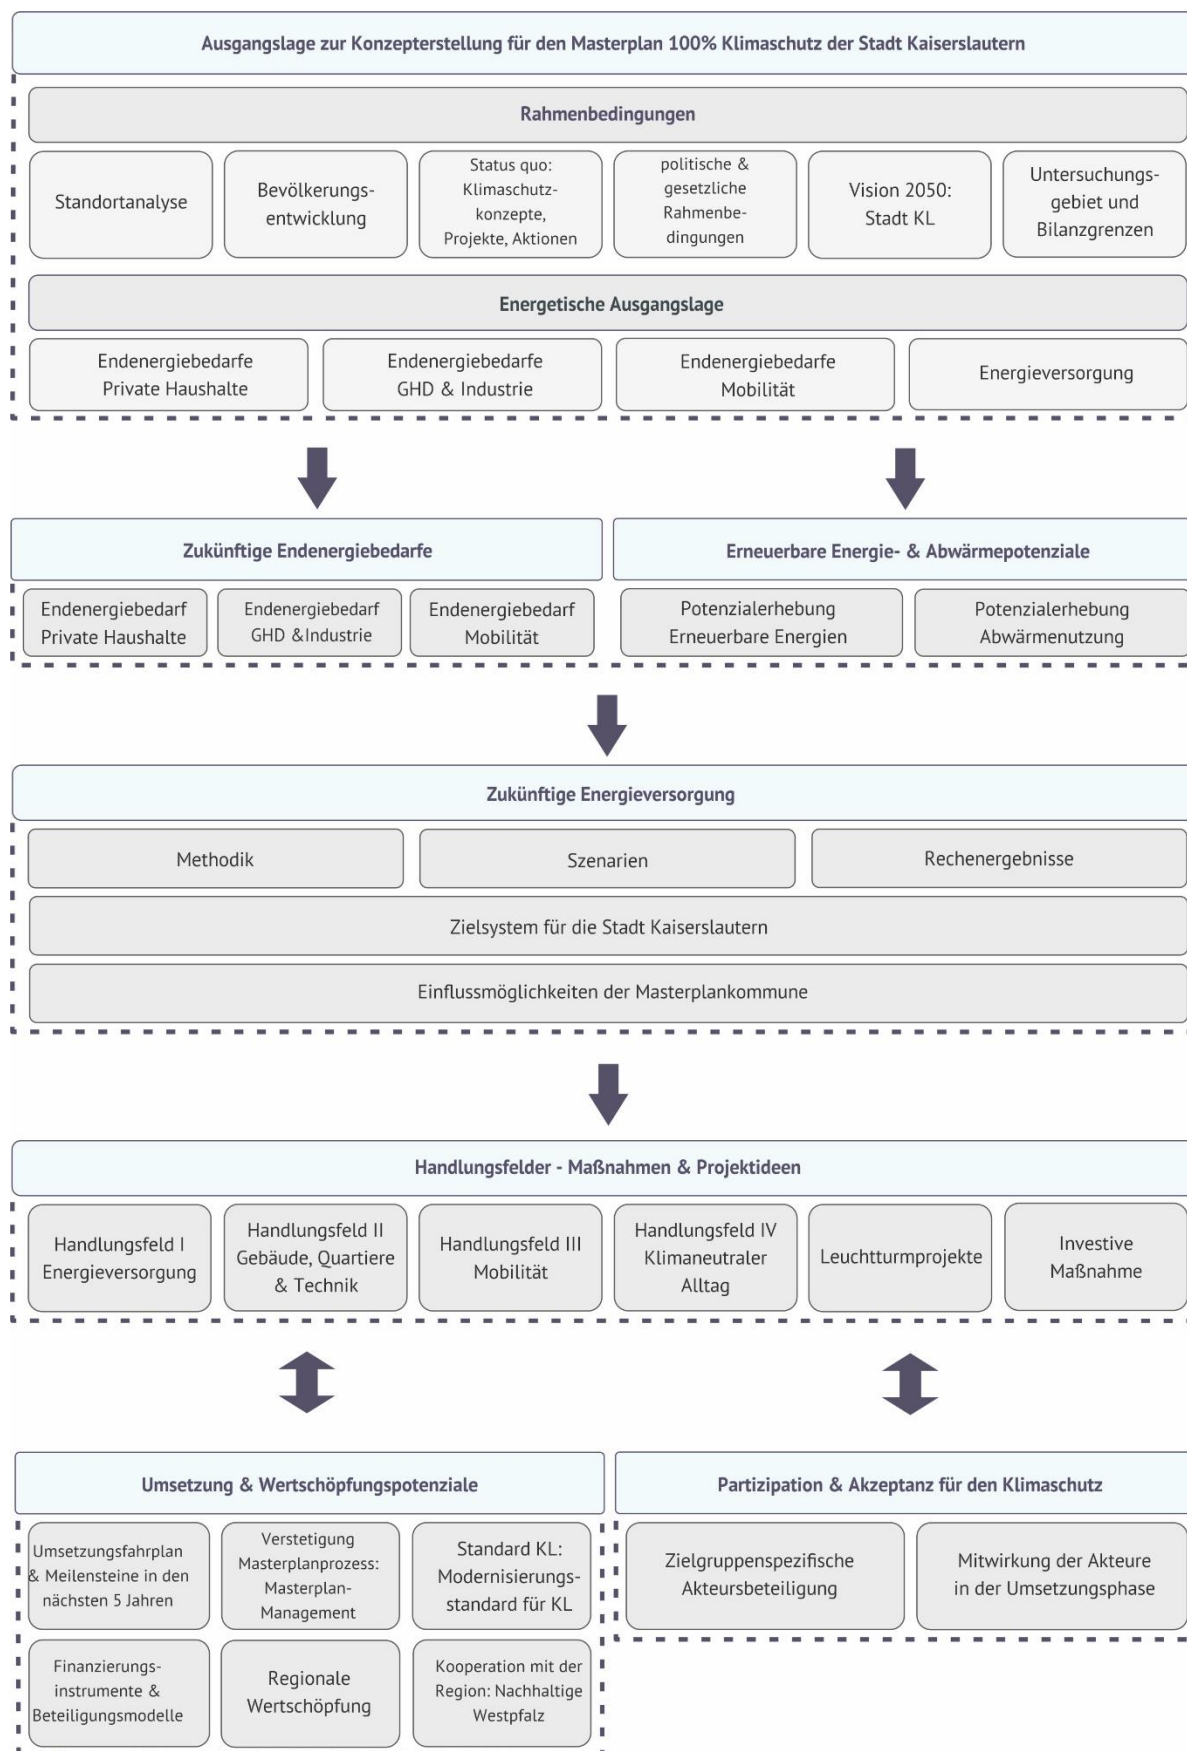 Ausgangslage zur Konzepterstellung für den Masterplan 100% Klimaschutz der Stadt Kaiserslautern
Rahmenbedingungen
Standortanalyse
Bevölkerungs-
entwicklung
Status quo:
Klimaschutz-
konzepte,
Projekte, Aktionen
politische &
gesetzliche
Rahmenbe-
dingungen
Vision 2050:
Stadt KL
Untersuchungs-
gebiet und
Bilanzgrenzen
Energetische Ausgangslage
Endenergiebedarfe
Private Haushalte
Endenergiebedarfe
GHD & Industrie
Endenergiebedarfe
Mobilität
Energieversorgung
Zukünftige Endenergiebedarfe
Endenergiebedarf
Private Haushalte
Endenergiebedarf
GHD &Industrie
Endenergiebedarf
Mobilität
Erneuerbare Energie- & Abwärmepotenziale
Potenzialerhebung
Erneuerbare Energien
Potenzialerhebung
Abwärmenutzung
Zukünftige Energieversorgung
Methodik
Szenarien
Rechenergebnisse
Zielsystem für die Stadt Kaiserslautern
Einflussmöglichkeiten der Masterplankommune
Handlungsfelder - Maßnahmen & Projektideen
Handlungsfeld I
Energieversorgung
Handlungsfeld II
Gebäude, Quartiere
& Technik
Handlungsfeld III
Mobilität
Handlungsfeld IV
Klimaneutraler
Alltag
Leuchtturmprojekte
Investive
Maßnahme
Umsetzung & Wertschöpfungspotenziale
Umsetzungsfahrplan
& Meilensteine in den
nächsten 5 Jahren
Verstetigung
Masterplanprozess:
Masterplan-
Management
Standard KL:
Modernisierungs-
standard für KL
Finanzierungs-
instrumente &
Beteiligungsmodelle
Regionale
Wertschöpfung
Kooperation mit der
Region: Nachhaltige
Westpfalz
Partizipation & Akzeptanz für den Klimaschutz
Zielgruppenspezifische
Akteursbeteiligung
Mitwirkung der Akteure
in der Umsetzungsphase